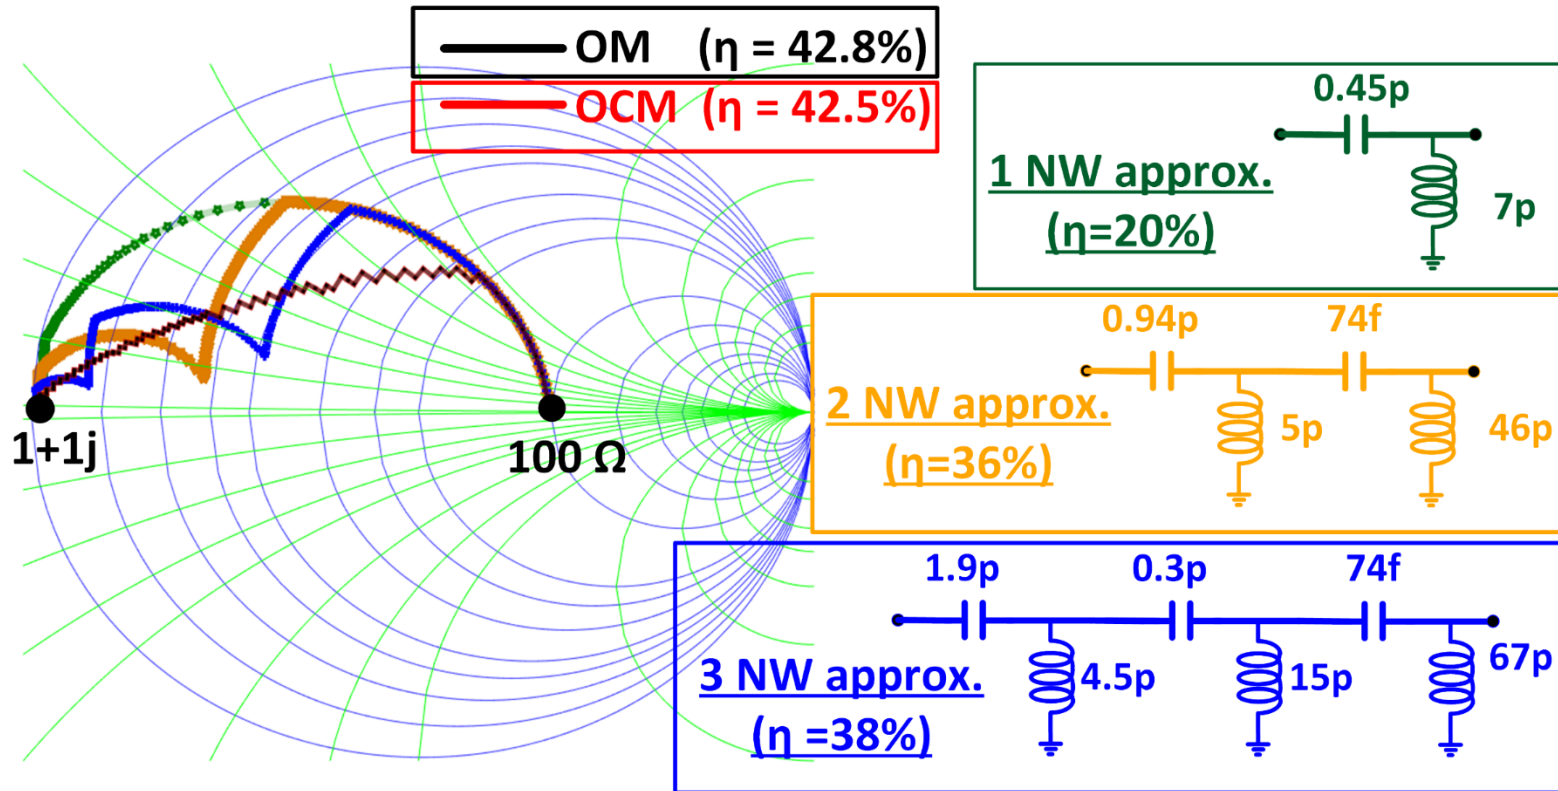 OM (η = 42.8%)
OCM (η = 42.5%)
1+1j
100 Ω
0.45p
1 NW approx.
(η=20%)
7p
0.94p 74f
2 NW approx.
(η=36%)
5p 46p
1.9p 0.3p 74f
3 NW approx.
(η =38%)
4.5p 15p 67p